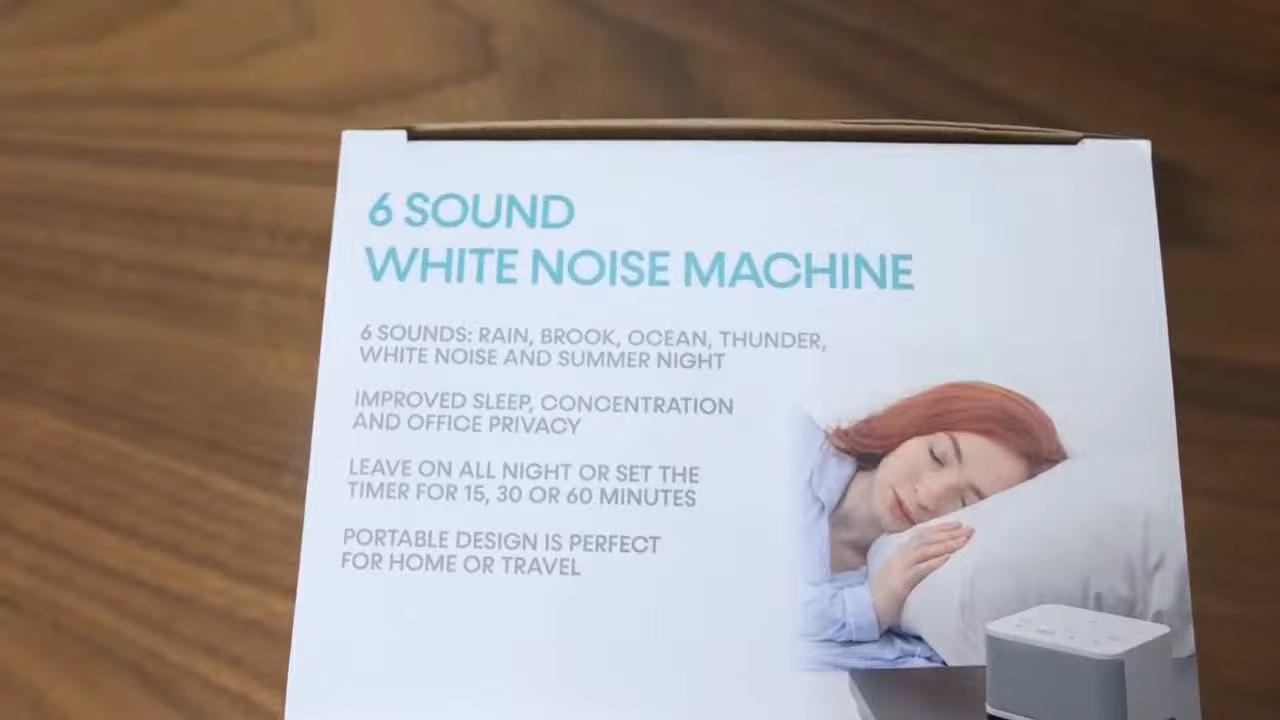 6 SOUND
WHITE NOISE MACHINE
6 SOUNDS: RAIN, BROOK, OCEAN, THUNDER,
WHITE NOISE AND SUMMER NIGHT
IMPROVED SLEEP, CONCENTRATION
AND OFFICE PRIVACY
LEAVE ON ALL NIGHT OR SET THE
TIMER FOR 15, 30 OR 60 MINUTES
PORTABLE DESIGN IS PERFECT
FOR HOME OR TRAVEL